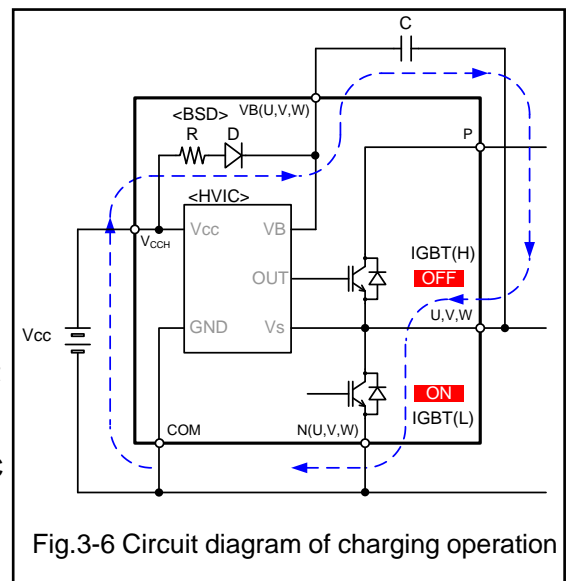 C
<BSD>
VB(U,V,W)
R D
P
<HVIC>
VCCH
Vcc VB
IGBT(H)
OUT
OFF
U,V,W
Vcc
GND Vs
ON
COM
N(U,V,W)
IGBT(L)
Fig.3-6 Circuit diagram of charging operation